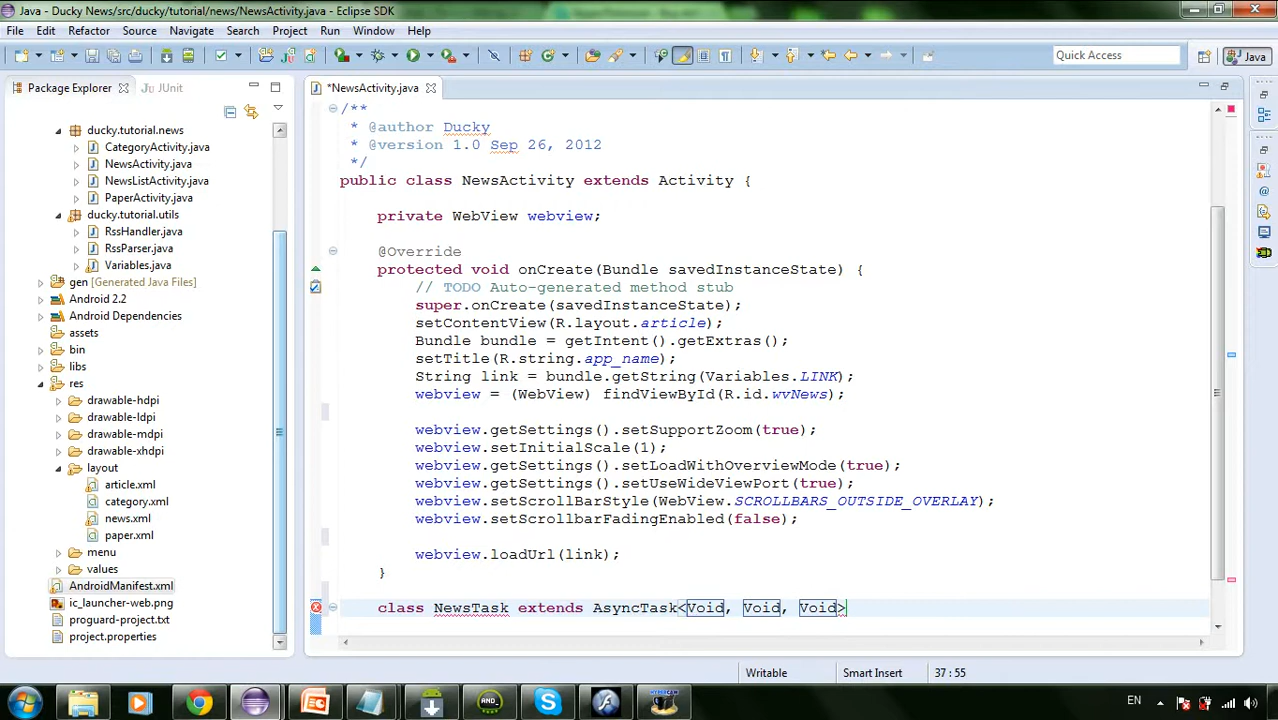 Java - Ducky News/src/ducky/tutorial/news/NewsActivity.java - Eclipse SDK
File Edit Refactor Source Navigate Search Project Run Window Help
Quick Access
Java
Package Explorer
JUnit
*NewsActivity.java
ducky.tutorial.news
CategoryActivity.java
NewsActivity.java
NewsListActivity.java
PaperActivity.java
ducky.tutorial.utils
RssHandler.java
RssParser.java
Variables.java
gen [Generated Java Files]
Android 2.2
Android Dependencies
assets
bin
libs
res
drawable-hdpi
drawable-ldpi
drawable-mdpi
drawable-xhdpi
layout
article.xml
category.xml
news.xml
paper.xml
menu
values
AndroidManifest.xml
ic_launcher-web.png
proguard-project.txt
project.properties
/**
* @author Ducky
* @version 1.0 Sep 26, 2012
*/
public class NewsActivity extends Activity {
private WebView webview;
@Override
protected void onCreate(Bundle savedInstanceState) {
// TODO Auto-generated method stub
super.onCreate(savedInstanceState);
setContentView(R.layout.article);
Bundle bundle = getIntent().getExtras();
setTitle(R.string.app_name);
String link = bundle.getString(Variables.LINK);
webview = (WebView) findViewById(R.id.wvNews);
webview.getSettings().setSupportZoom(true);
webview.setInitialScale(1);
webview.getSettings().setLoadWithOverviewMode(true);
webview.getSettings().setUseWideViewPort(true);
webview.setScrollBarStyle(WebView.SCROLLBARS_OUTSIDE_OVERLAY);
webview.setScrollbarFadingEnabled(false);
webview.loadUrl(link);
}
class NewsTask extends AsyncTask<Void, Void, Void>
Writable
Smart Insert
37 : 55
EN